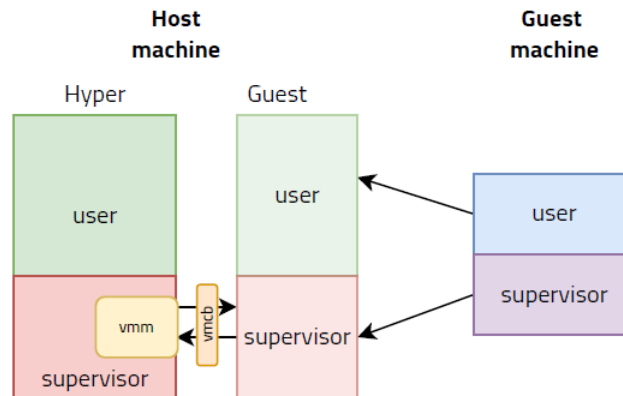 Host
machine
Guest
machine
Hyper
Guest
user
user
user
vmm
vmcb
supervisor
supervisor
supervisor